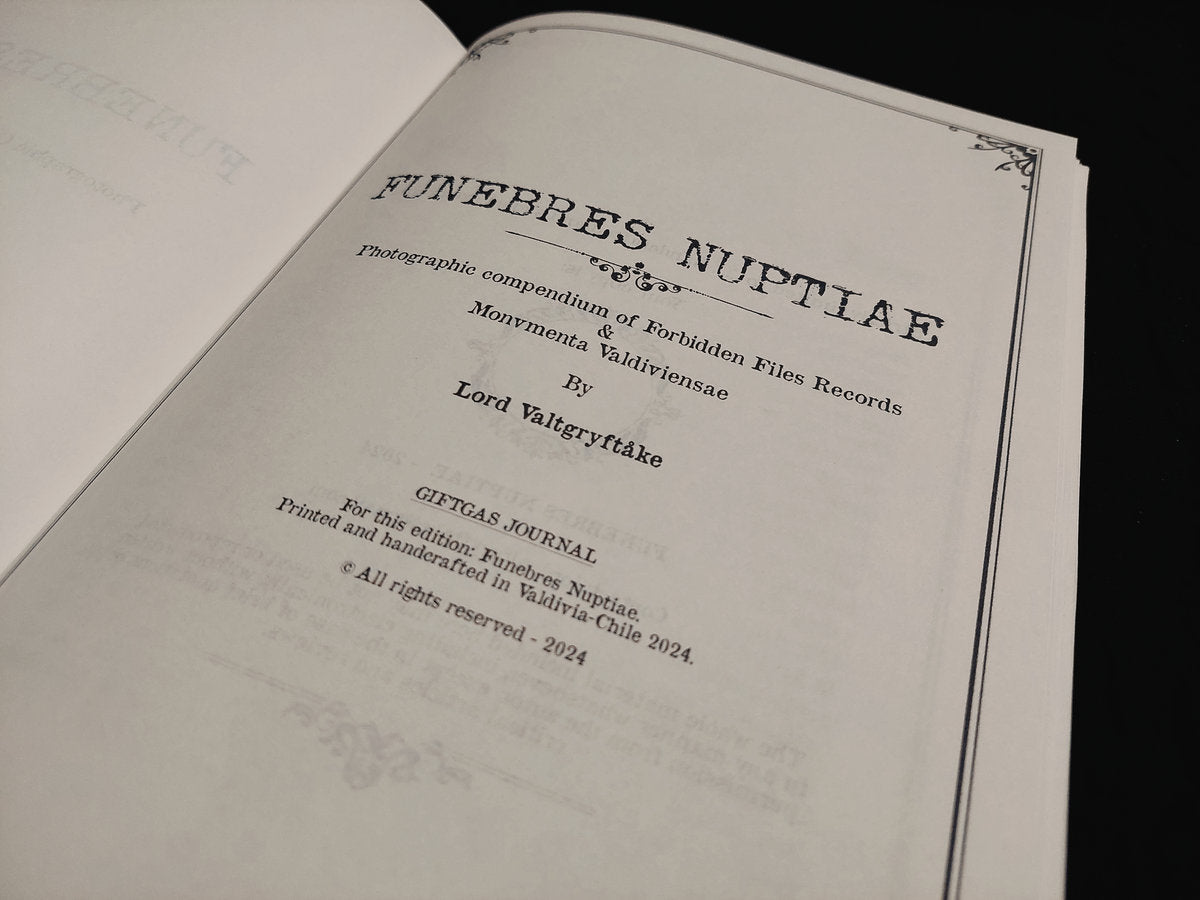 FUNEBRES NUPTIAE
Photographic compendium of Forbidden Files Records
&
Monvmenta Valdiviensae
By
Lord Valtgryftåke
GIFTGAS JOURNAL
For this edition: Funebres Nuptiae.
Printed and handcrafted in Valdivia-Chile 2024.
© All rights reserved - 2024